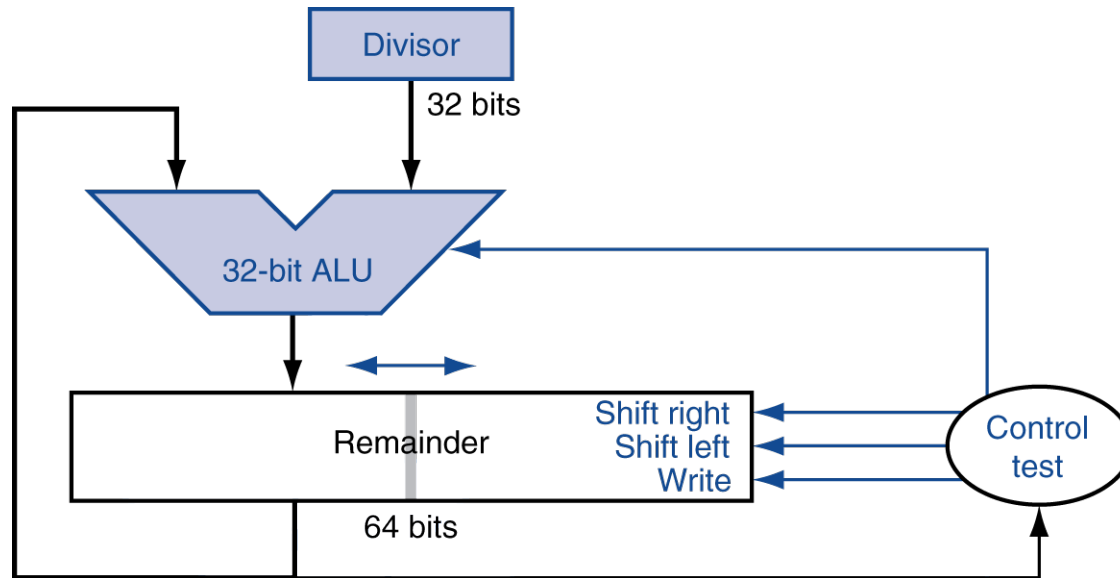 Divisor
32 bits
32-bit ALU
Remainder
Shift right
Shift left
Write
Control
test
64 bits